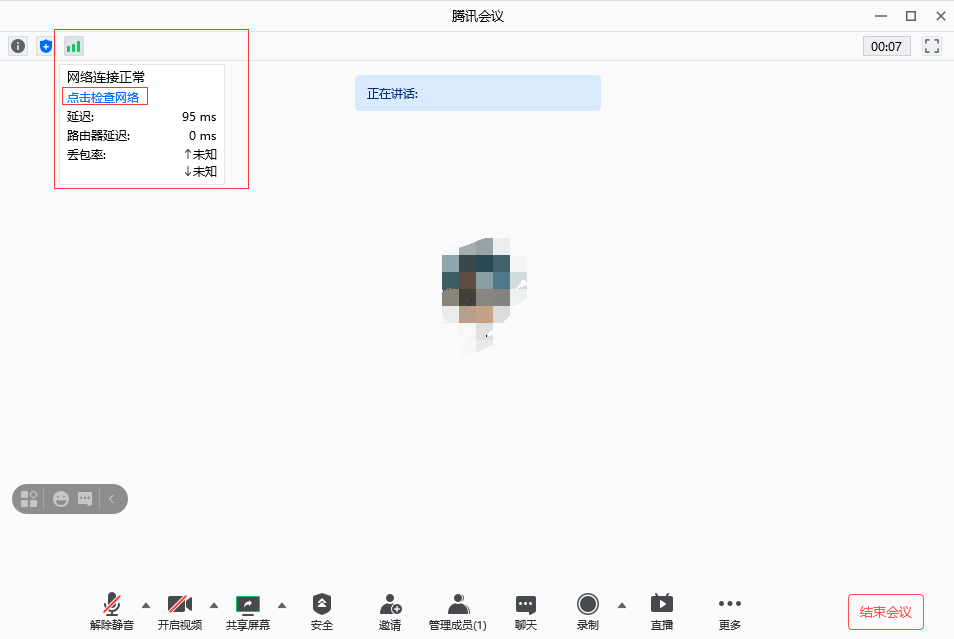 腾讯会议
00:07
网络连接正常
点击检查网络
延迟: 95 ms
路由器延迟: 0 ms
丢包率: ↑未知
↓未知
正在讲话:
解除静音 开启视频 共享屏幕 安全 邀请 管理成员(1) 聊天 录制 直播 更多 结束会议